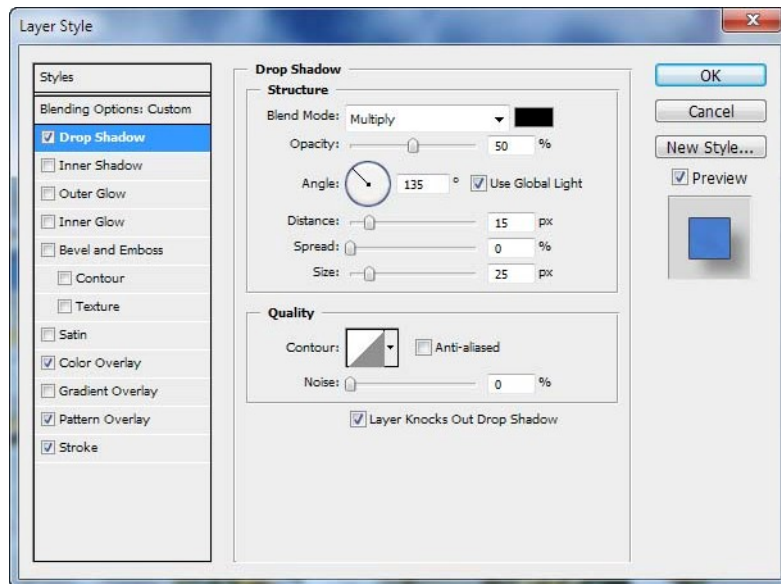 Layer Style
Styles
Blending Options: Custom
Drop Shadow
Inner Shadow
Outer Glow
Inner Glow
Bevel and Emboss
Contour
Texture
Satin
Color Overlay
Gradient Overlay
Pattern Overlay
Stroke
Drop Shadow
Structure
Blend Mode: Multiply
Opacity: 50 %
Angle: 135 ° Use Global Light
Distance: 15 px
Spread: 0 %
Size: 25 px
Quality
Contour: Anti-aliased
Noise: 0 %
Layer Knocks Out Drop Shadow
OK
Cancel
New Style...
Preview